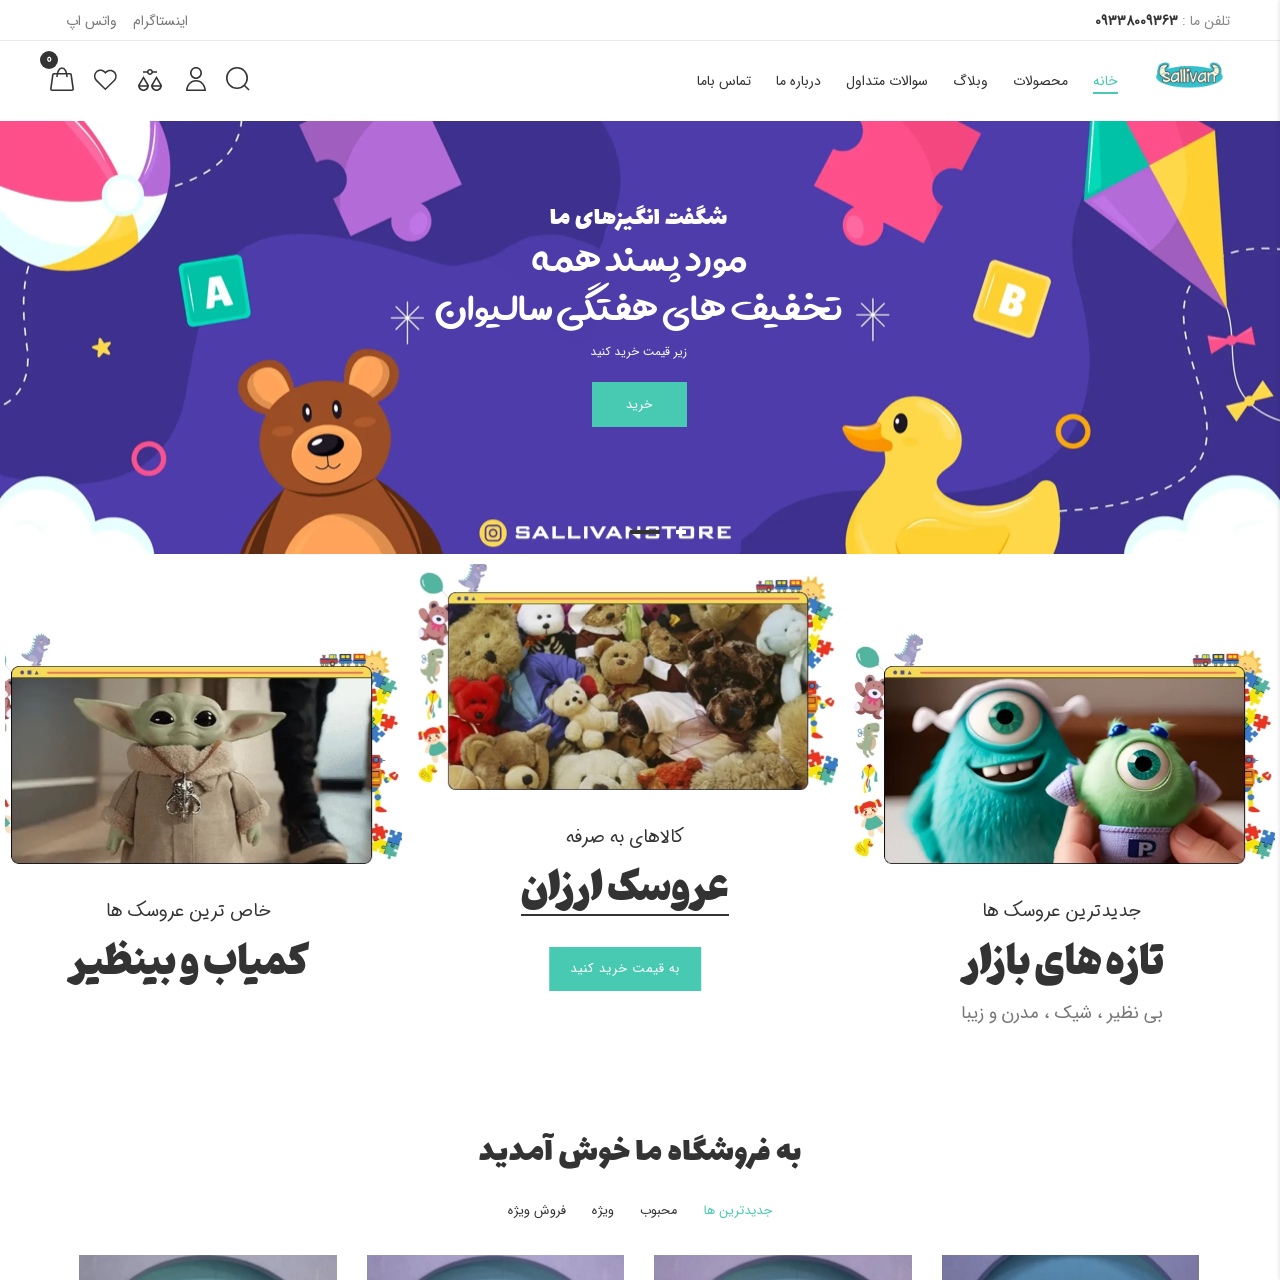 تلفن ما : ۰۹۳۳۸۰۰۹۳۶۳
اینستاگرام
واتس اپ
sallivan
خانه
محصولات
وبلاگ
سوالات متداول
درباره ما
تماس باما
۰
شگفت انگیزهای ما
مورد پسند همه
تخفیف های هفتگی سالیوان
زیر قیمت خرید کنید
خرید
A
B
SALLIVANSTORE
جدیدترین عروسک ها
تازه های بازار
بی نظیر ، شیک ، مدرن و زیبا
کالاهای به صرفه
عروسک ارزان
به قیمت خرید کنید
خاص ترین عروسک ها
کمیاب و بینظیر
به فروشگاه ما خوش آمدید
جدیدترین ها
محبوب
ویژه
فروش ویژه